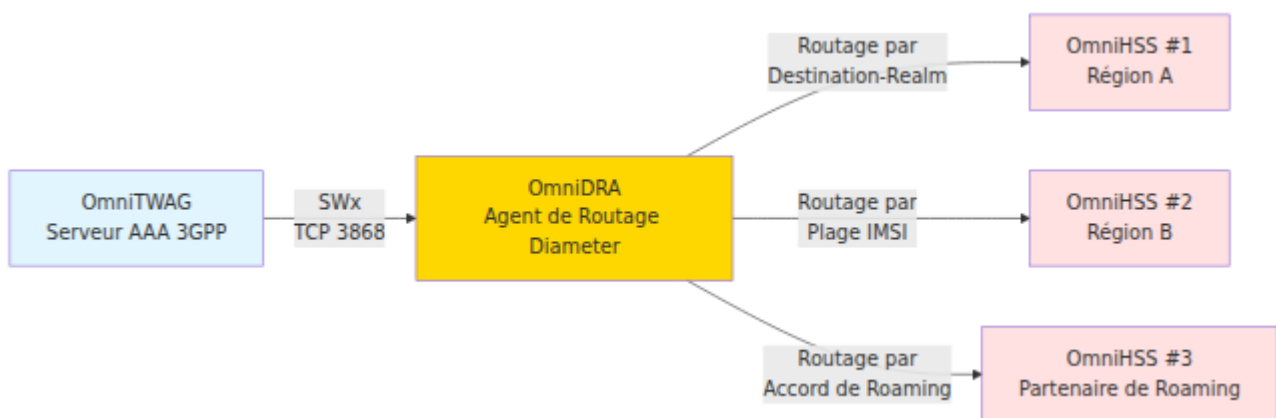 OmniTWAG
Serveur AAA 3GPP
SWx
TCP 3868
OmniDRA
Agent de Routage
Diameter
Routage par
Destination-Realm
OmniHSS #1
Région A
Routage par
Plage IMSI
OmniHSS #2
Région B
Routage par
Accord de Roaming
OmniHSS #3
Partenaire de Roaming